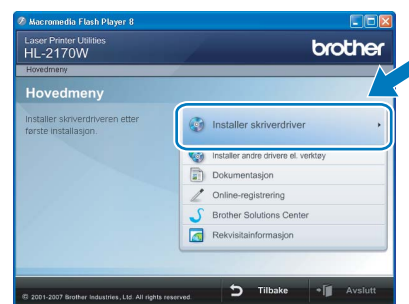 Macromedia Flash Player 8
Laser Printer Utilities
HL-2170W
brother
Hovedmeny
Hovedmeny
Installer skriverdriveren etter
første installasjon.
Installer skriverdriver
Installer andre drivere el. verktøy
Dokumentasjon
Online-registrering
Brother Solutions Center
Rekvisitainformasjon
© 2001-2007 Brother Industries, Ltd. All rights reserved.
Tilbake
Avslutt